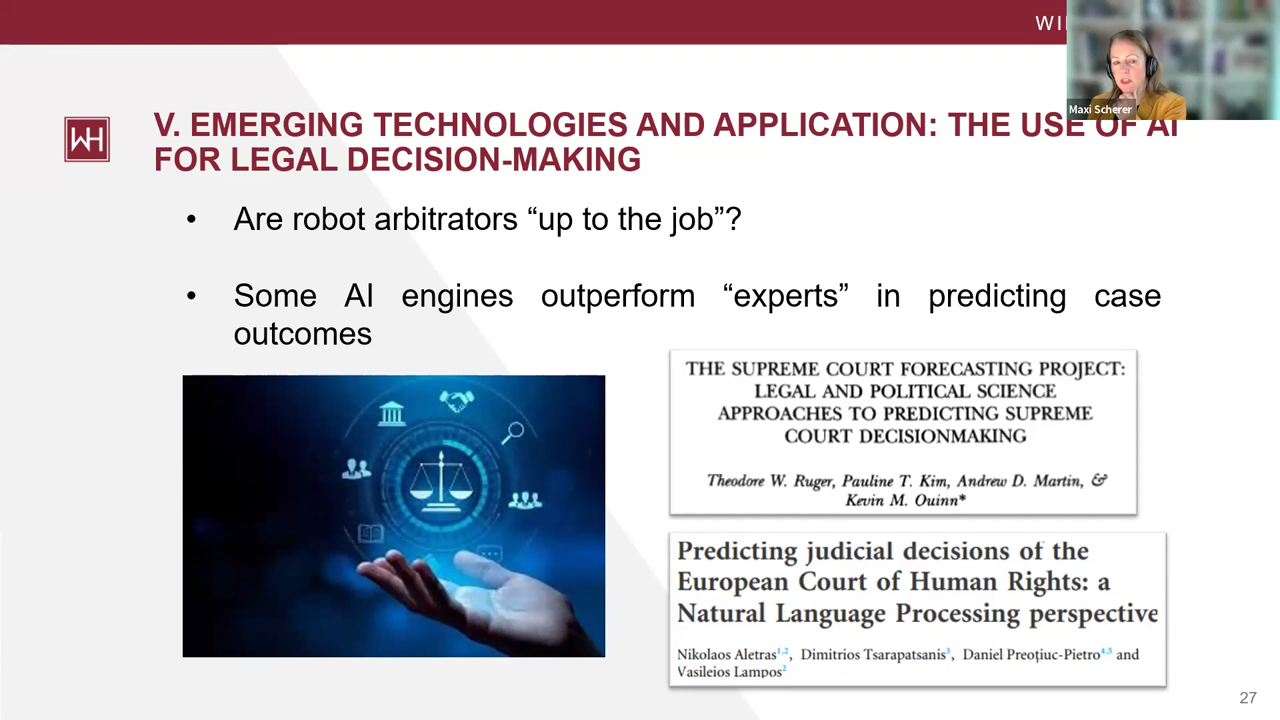 WI
Maxi Scherer
WH
V. EMERGING TECHNOLOGIES AND APPLICATION: THE USE OF AI
FOR LEGAL DECISION-MAKING
• Are robot arbitrators “up to the job”?
• Some AI engines outperform “experts” in predicting case
outcomes
THE SUPREME COURT FORECASTING PROJECT:
LEGAL AND POLITICAL SCIENCE
APPROACHES TO PREDICTING SUPREME
COURT DECISIONMAKING
Theodore W. Ruger, Pauline T. Kim, Andrew D. Martin, &
Kevin M. Quinn*
Predicting judicial decisions of the
European Court of Human Rights: a
Natural Language Processing perspective
Nikolaos Aletras1,2, Dimitrios Tsarapatsanis3, Daniel Preoţiuc-Pietro4,5 and
Vasileios Lampos2
27